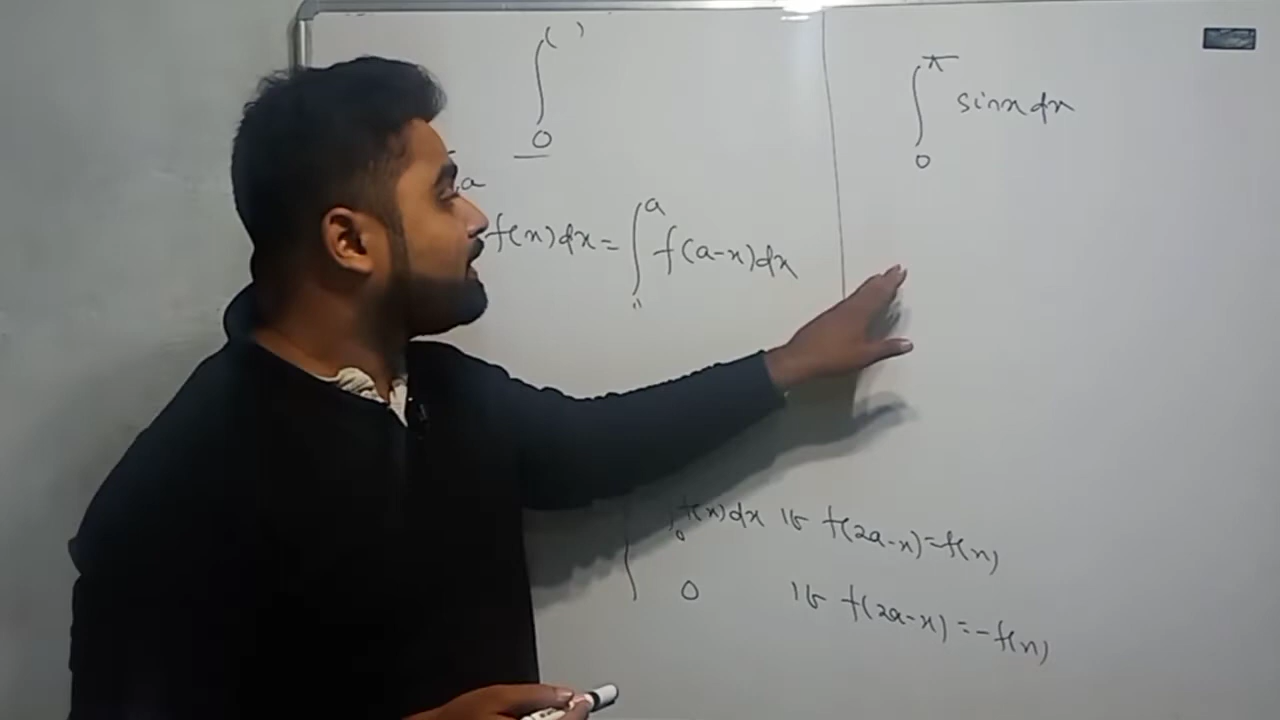 ∫₀^( )
a
f(x)dx = ∫₀^a f(a-x)dx
₀ f(x)dx if f(2a-x)=f(x)
0 if f(2a-x)=-f(x)
∫₀^π sinx dx